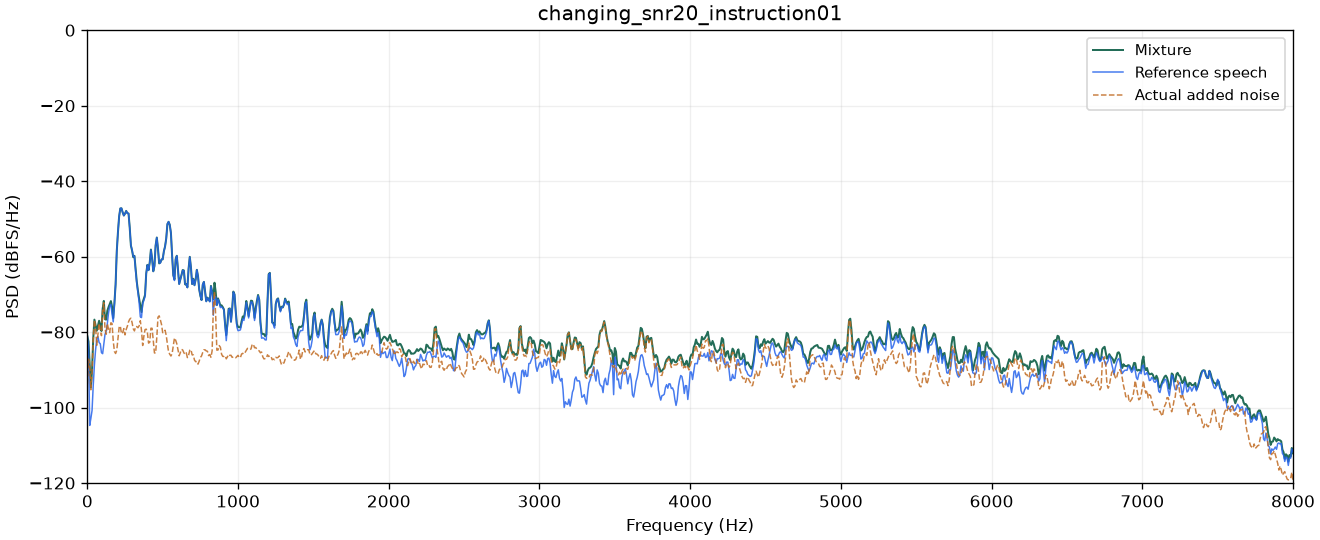 changing_snr20_instruction01
PSD (dBFS/Hz)
0
−20
−40
−60
−80
−100
−120
Mixture
Reference speech
Actual added noise
0 1000 2000 3000 4000 5000 6000 7000 8000
Frequency (Hz)